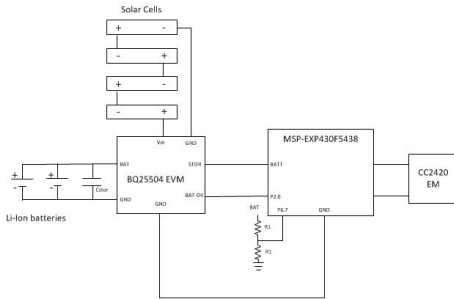 Solar Cells
+ -
- +
+ -
- +
Vin GND
MSP-EXP430F5438
BAT STOR BATT
+ + Cstor BQ25504 EVM CC2420
- - EM
GND BAT-OK P2.0
GND BAT P6.7 GND
Li-Ion batteries
R1
R1